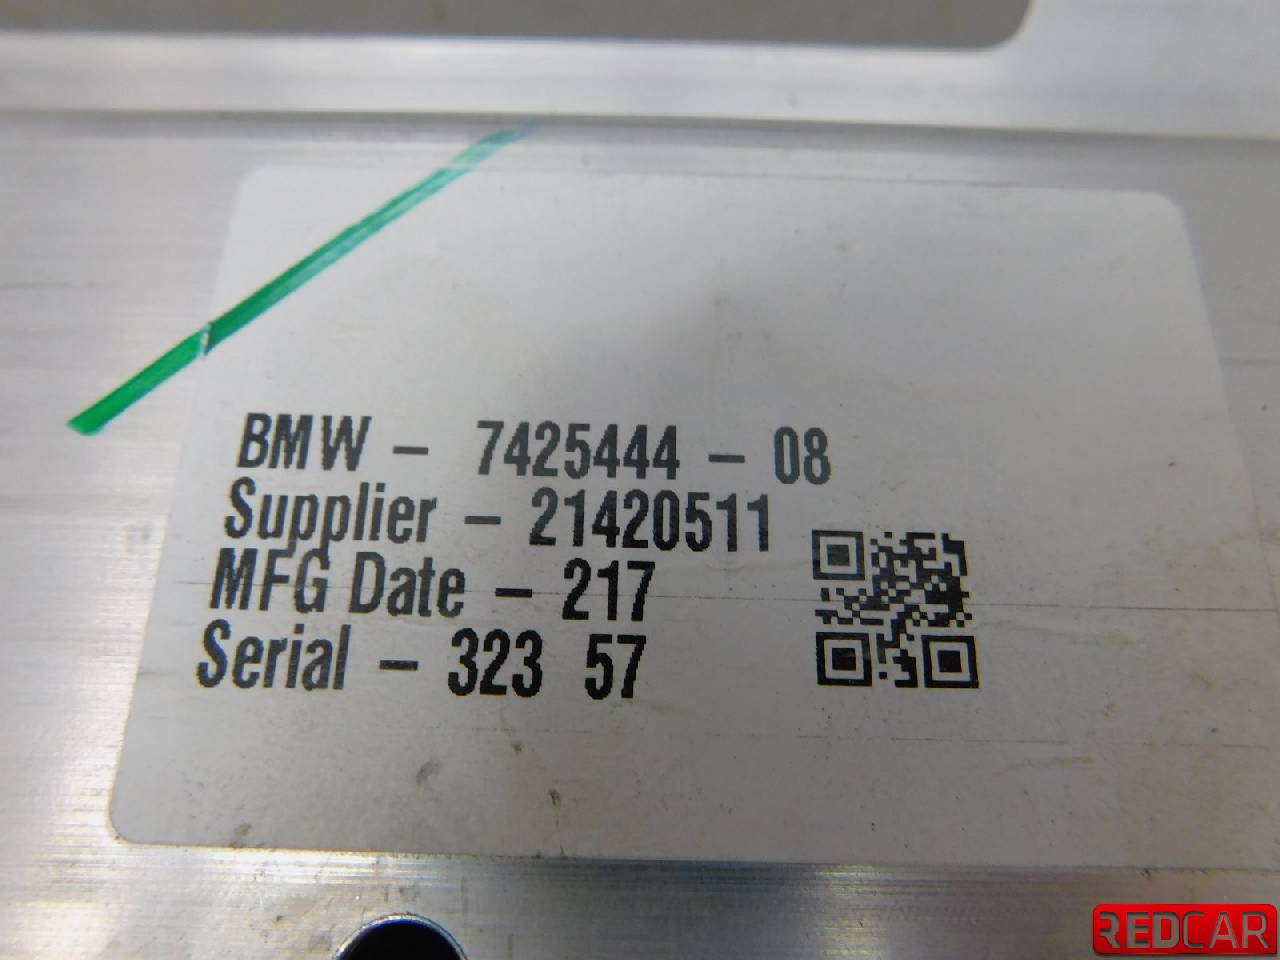 BMW - 7425444 - 08
Supplier - 21420511
MFG Date - 217
Serial - 323 57
REDCAR